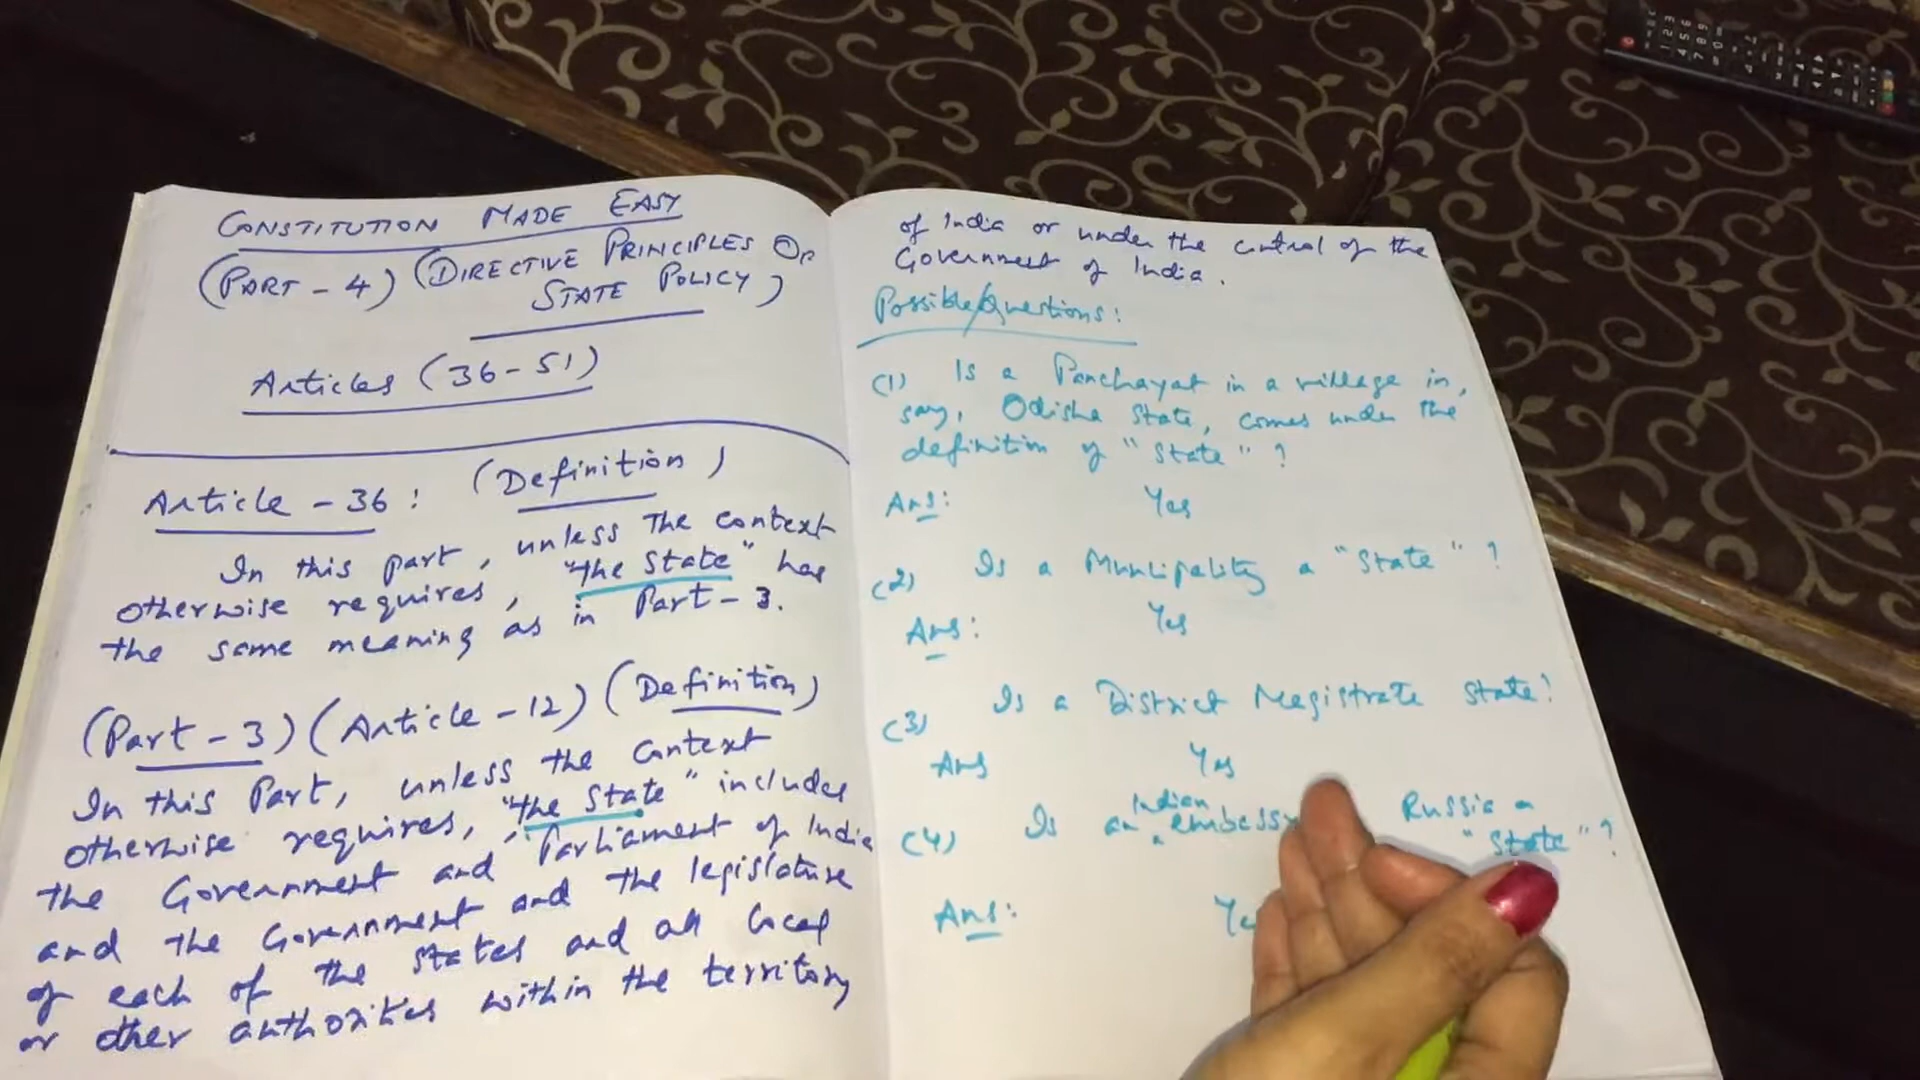 CONSTITUTION MADE EASY
(PART - 4) (DIRECTIVE PRINCIPLES OF
STATE POLICY)
Articles (36-51)
Article - 36: (Definition)
In this part, unless the context
otherwise requires, "the State" has
the same meaning as in Part-3.
(Part - 3) (Article - 12) (Definition)
In this Part, unless the context
otherwise requires, "the State" includes
the Government and Parliament of India
and the Government and the legislature
of each of the states and all local
or other authorities within the territory
of India or under the control of the
Government of India.
Possible/Questions:
(1) Is a Panchayat in a village in,
say, Odisha State, comes under the
definition of "State"?
Ans: Yes
(2) Is a Municipality a "State"?
Ans: Yes
(3) Is a District Magistrate State?
Ans Yes
(4) Is an Indian embassy Russia a
"State"?
Ans: